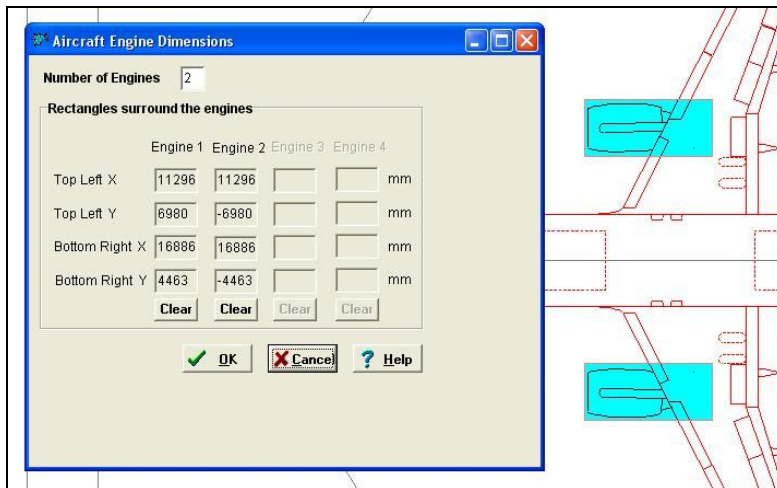 Aircraft Engine Dimensions
Number of Engines 2
Rectangles surround the engines
Engine 1 Engine 2 Engine 3 Engine 4
Top Left X 11296 11296 mm
Top Left Y 6980 -6980 mm
Bottom Right X 16886 16886 mm
Bottom Right Y 4463 -4463 mm
Clear Clear Clear Clear
OK Cancel ? Help